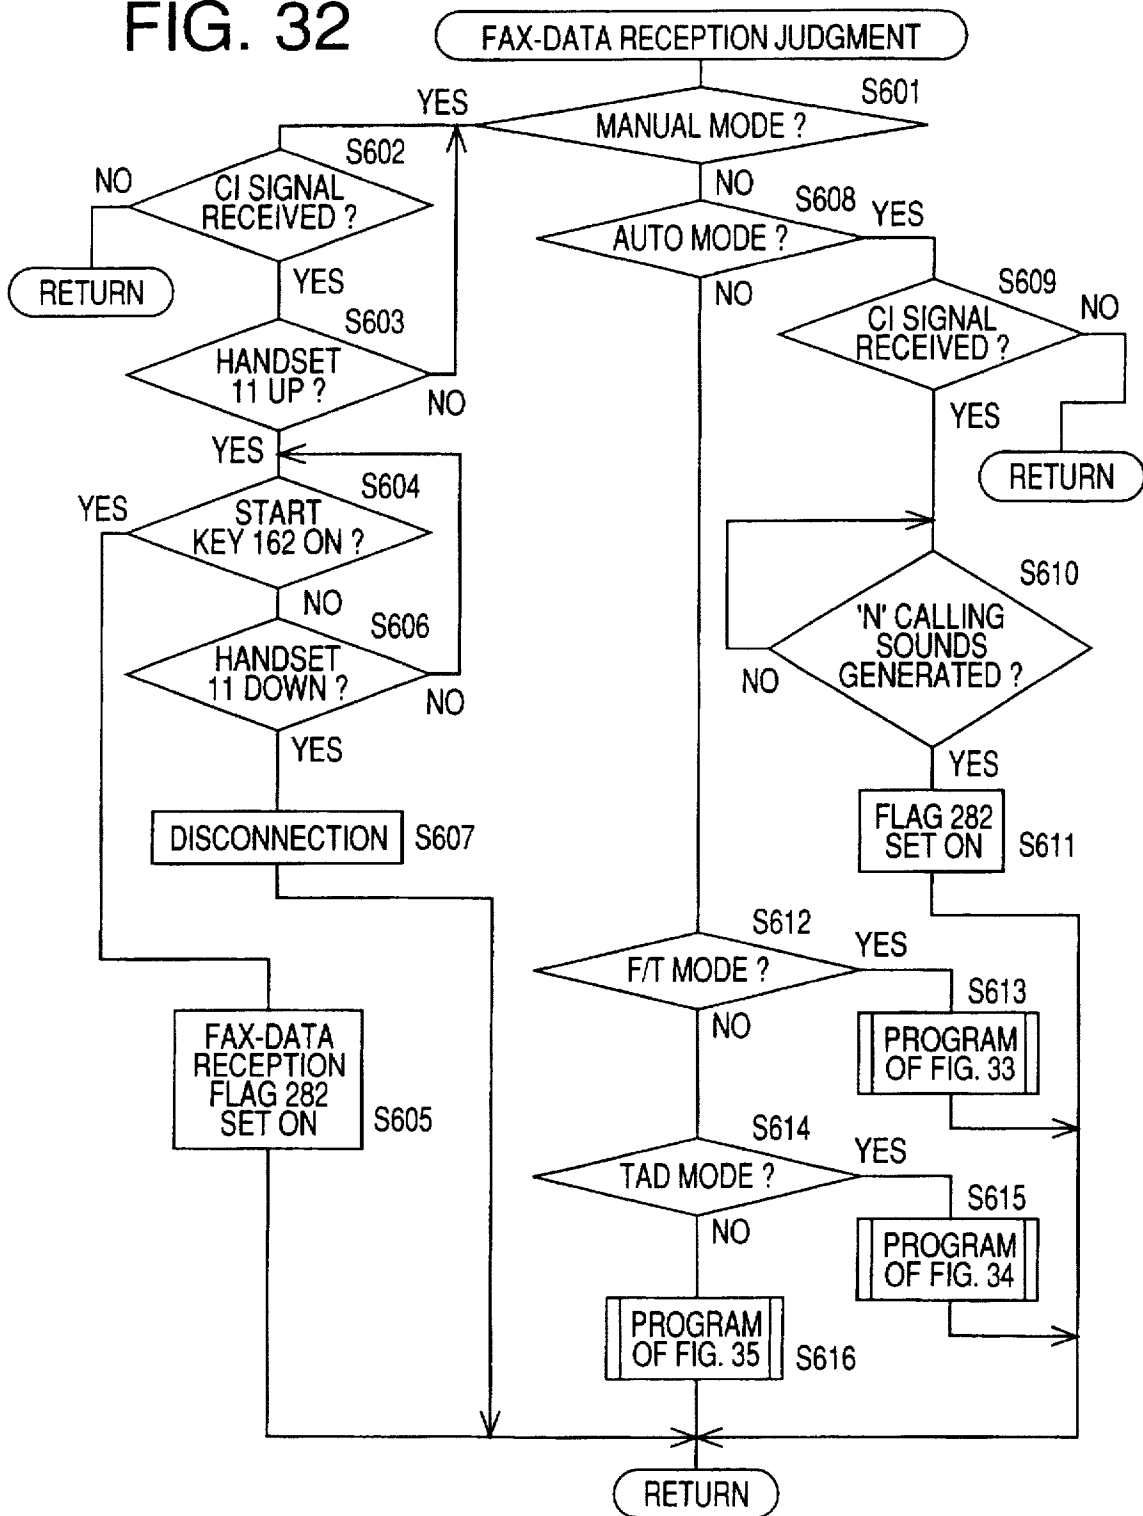 FIG. 32
FAX-DATA RECEPTION JUDGMENT
S601
MANUAL MODE ?
YES
NO
S602
CI SIGNAL
RECEIVED ?
NO
RETURN
YES
S603
HANDSET
11 UP ?
NO
YES
S604
START
KEY 162 ON ?
YES
NO
S606
HANDSET
11 DOWN ?
NO
YES
DISCONNECTION
S607
FAX-DATA
RECEPTION
FLAG 282
SET ON
S605
S608
AUTO MODE ?
YES
NO
S609
CI SIGNAL
RECEIVED ?
NO
RETURN
YES
S610
'N' CALLING
SOUNDS
GENERATED ?
NO
YES
FLAG 282
SET ON
S611
S612
F/T MODE ?
YES
NO
S613
PROGRAM
OF FIG. 33
S614
TAD MODE ?
YES
NO
S615
PROGRAM
OF FIG. 34
PROGRAM
OF FIG. 35
S616
RETURN